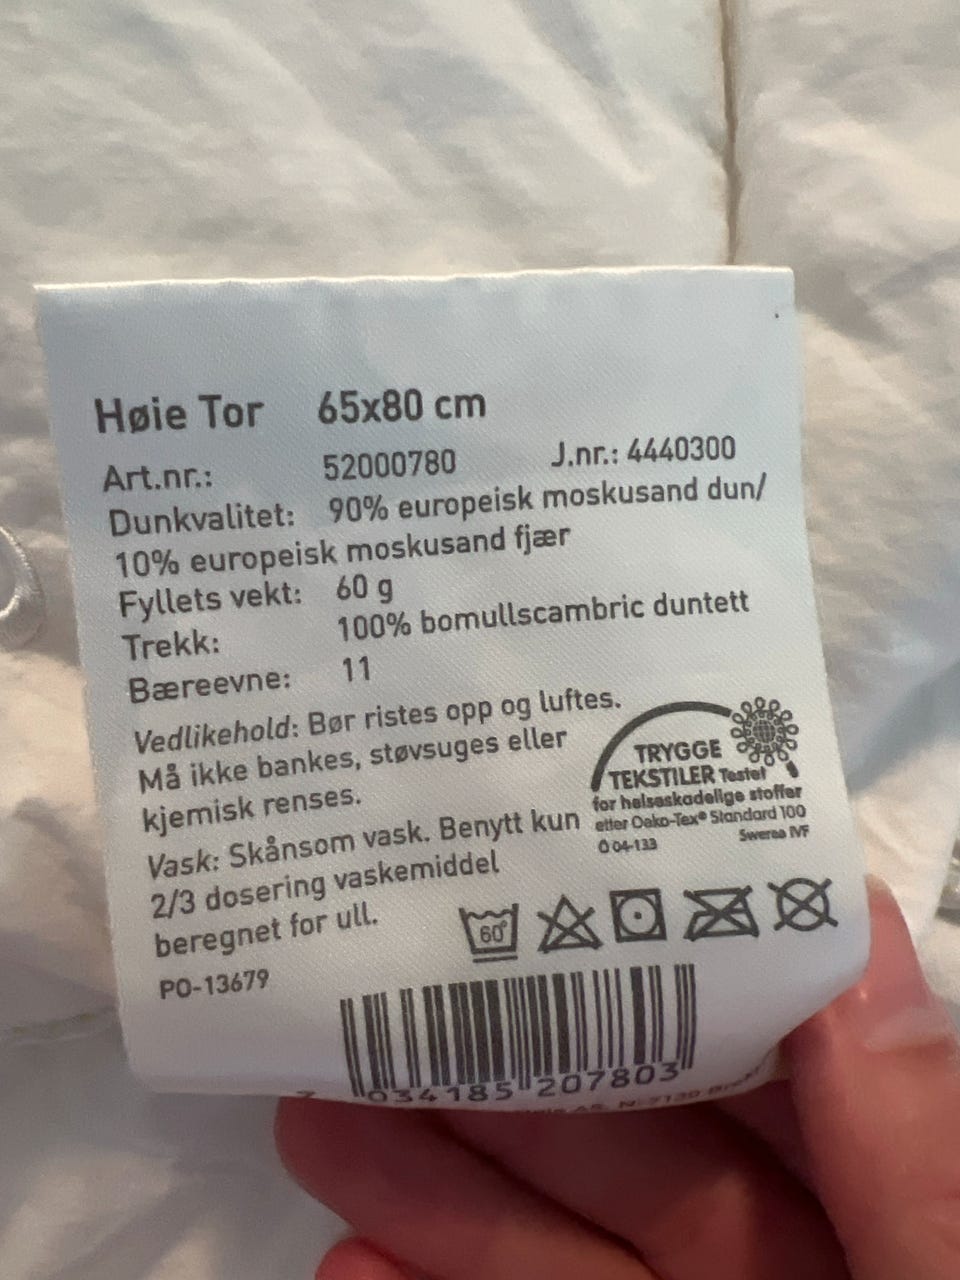 Høie Tor 65x80 cm
Art.nr.: 52000780 J.nr.: 4440300
Dunkvalitet: 90% europeisk moskusand dun/
10% europeisk moskusand fjær
Fyllets vekt: 60 g
Trekk: 100% bomullscambric duntett
Bæreevne: 11
Vedlikehold: Bør ristes opp og luftes.
Må ikke bankes, støvsuges eller
kjemisk renses.
Vask: Skånsom vask. Benytt kun
2/3 dosering vaskemiddel
beregnet for ull.
TRYGGE
TEKSTILER Testet
for helseskadelige stoffer
etter Oeko-Tex® Standard 100
Ö 04-133 Swerea IVF
60°
PO-13679
034185 207803